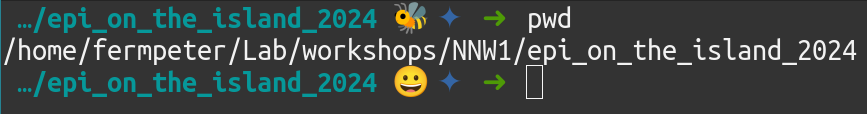 …/epi_on_the_island_2024 🐝 ✦ ➜ pwd
/home/fermpeter/Lab/workshops/NNW1/epi_on_the_island_2024
…/epi_on_the_island_2024 😀 ✦ ➜